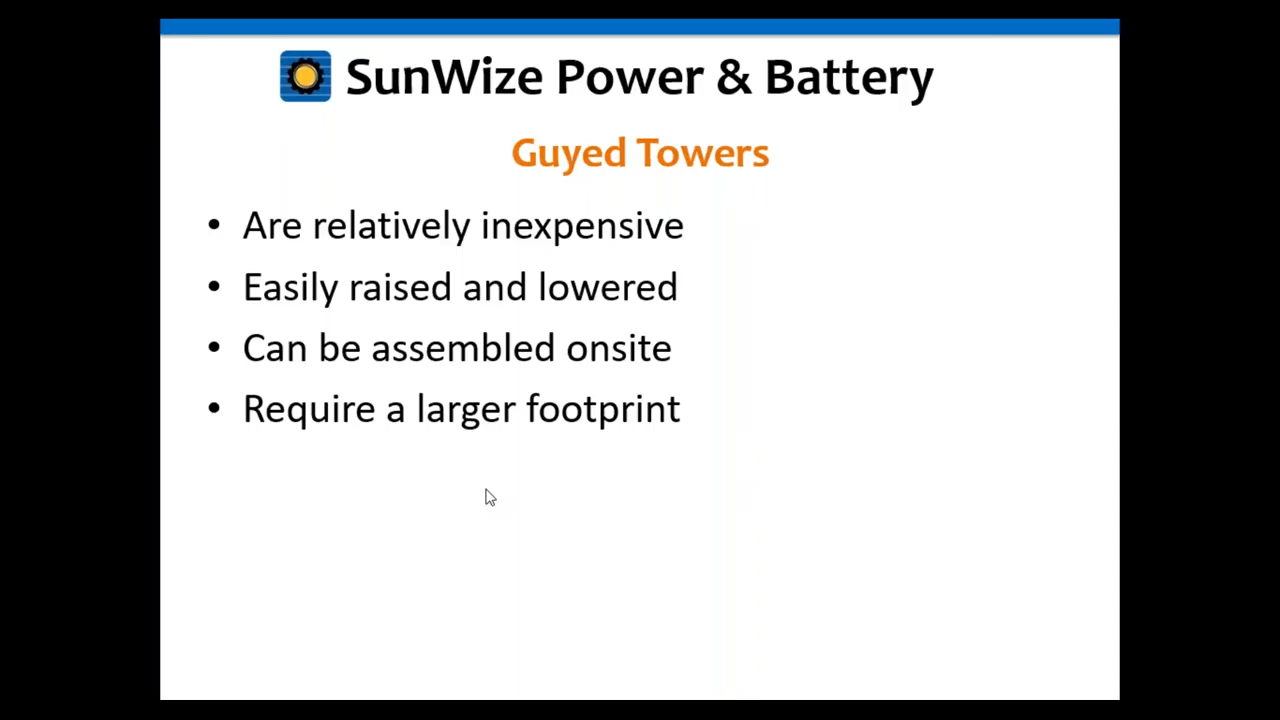 SunWize Power & Battery
Guyed Towers
• Are relatively inexpensive
• Easily raised and lowered
• Can be assembled onsite
• Require a larger footprint